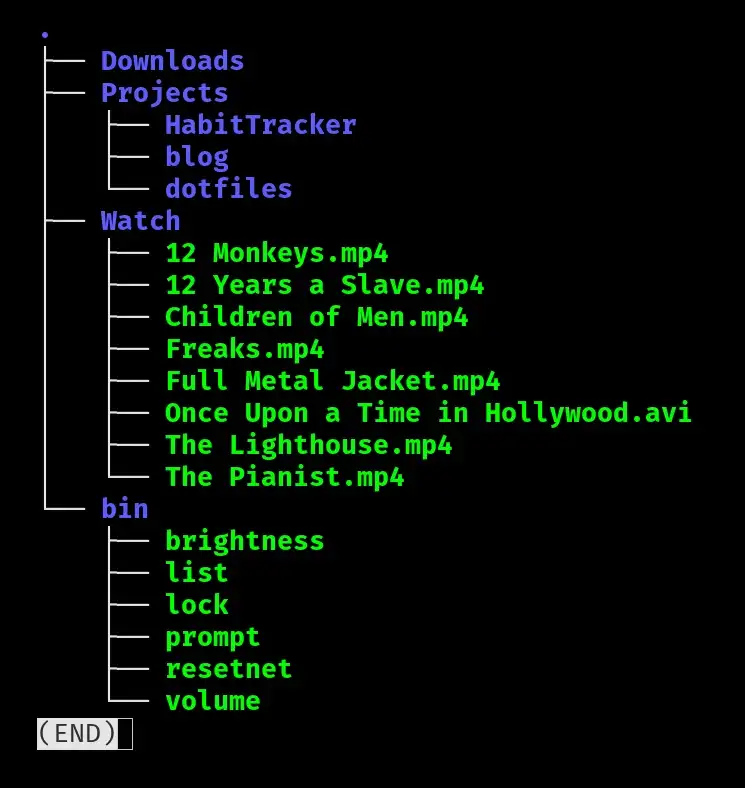 .
├── Downloads
├── Projects
│   ├── HabitTracker
│   ├── blog
│   └── dotfiles
├── Watch
│   ├── 12 Monkeys.mp4
│   ├── 12 Years a Slave.mp4
│   ├── Children of Men.mp4
│   ├── Freaks.mp4
│   ├── Full Metal Jacket.mp4
│   ├── Once Upon a Time in Hollywood.avi
│   ├── The Lighthouse.mp4
│   └── The Pianist.mp4
└── bin
    ├── brightness
    ├── list
    ├── lock
    ├── prompt
    ├── resetnet
    └── volume
(END)